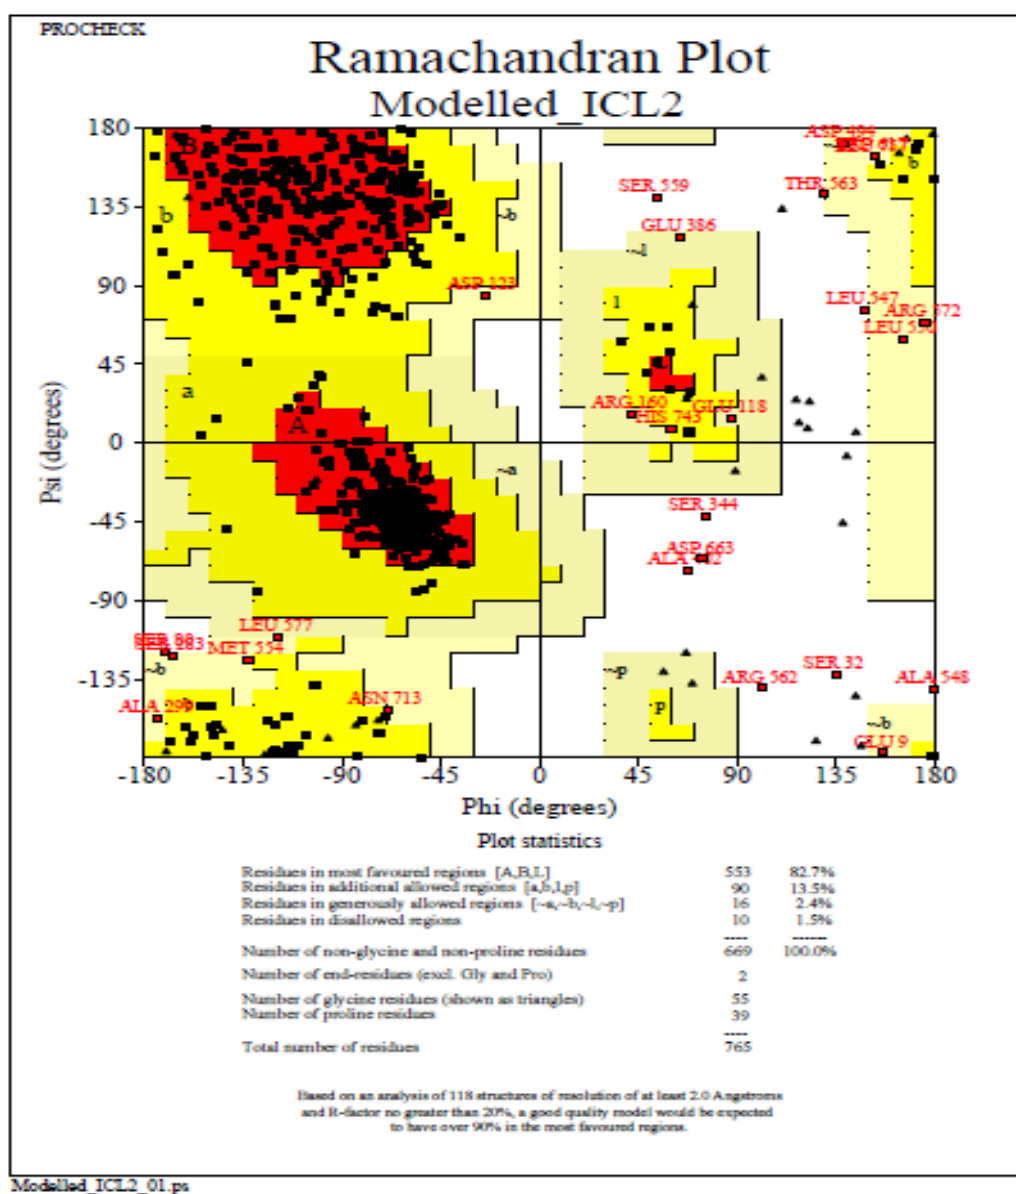 PROCHECK
Ramachandran Plot
Modelled_ICL2
B
b
~b
ASP 123
a
A
~a
SER 559
GLU 386
~l
l
L
ARG 160
HIS 743
GLU 118
THR 563
ASP 494
b
LEU 547
ARG 572
SER 344
ASP 663
LEU 577
MET 554
~b
ASN 713
ALA 299
~p
p
ARG 562
SER 32
ALA 548
~b
GLU 9
180
135
90
45
0
-45
-90
-135
-180
-135
-90
-45
0
45
90
135
180
Psi (degrees)
Phi (degrees)
Plot statistics
Residues in most favoured regions [A,B,L] 553 82.7%
Residues in additional allowed regions [a,b,l,p] 90 13.5%
Residues in generously allowed regions [~a,~b,~l,~p] 16 2.4%
Residues in disallowed regions 10 1.5%
---- ------
Number of non-glycine and non-proline residues 669 100.0%
Number of end-residues (excl. Gly and Pro) 2
Number of glycine residues (shown as triangles) 55
Number of proline residues 39
----
Total number of residues 765
Based on an analysis of 118 structures of resolution of at least 2.0 Angstroms
and R-factor no greater than 20%, a good quality model would be expected
to have over 90% in the most favoured regions.
Modelled_ICL2_01.ps